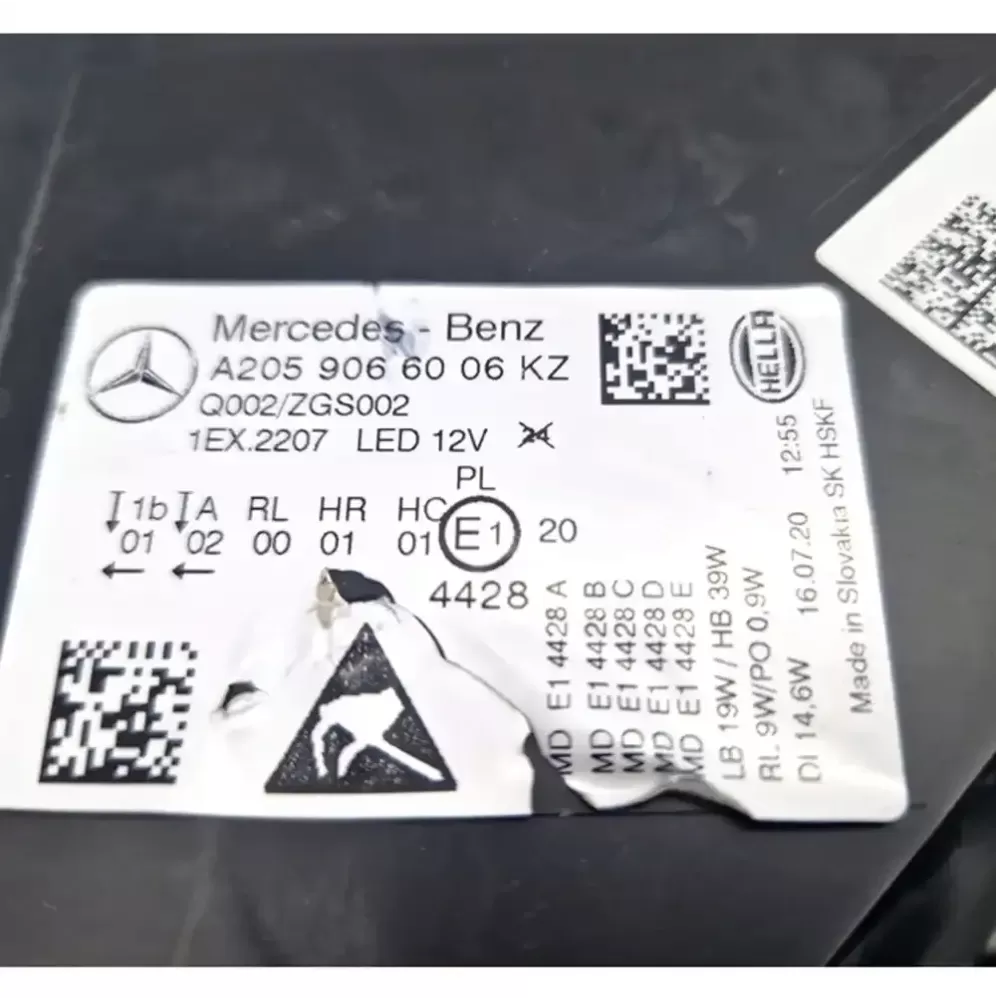 Mercedes - Benz
A205 906 60 06 KZ
Q002/ZGS002
1EX.2207 LED 12V 24
PL
1b A RL HR HC
01 02 00 01 01 E1 20
4428
HELLA
MD E1 4428 A
MD E1 4428 B
MD E1 4428 C
MD E1 4428 D
MD E1 4428 E
LB 19W / HB 39W
RL 9W/PO 0,9W
DI 14,6W 16.07.20 12:55
Made in Slovakia SK HSKF